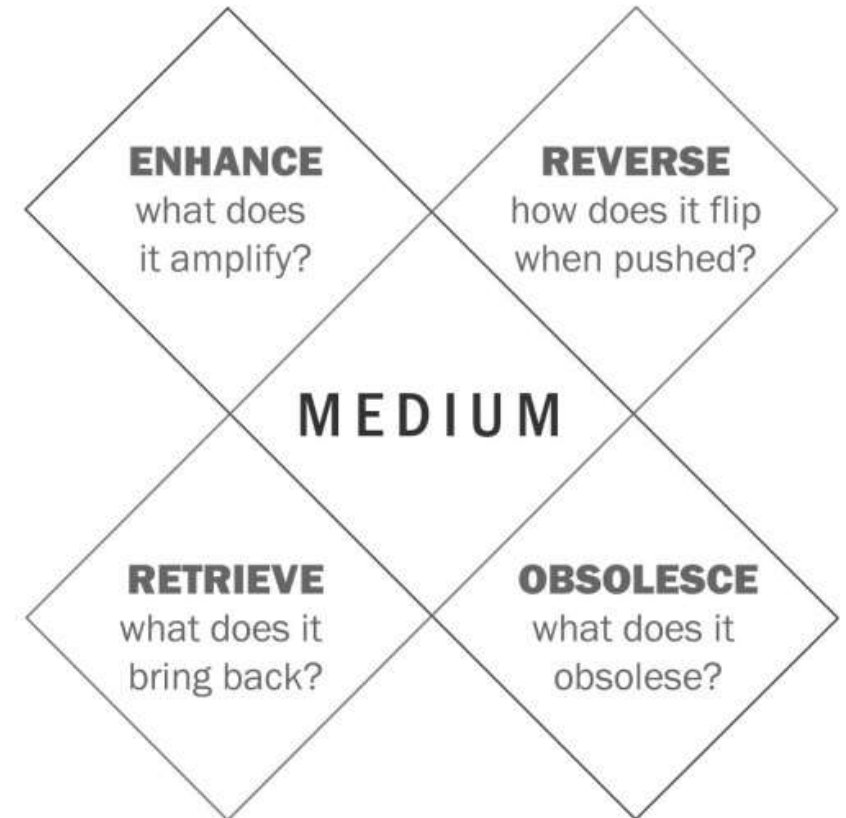 ENHANCE
what does
it amplify?
REVERSE
how does it flip
when pushed?
MEDIUM
RETRIEVE
what does it
bring back?
OBSOLESCE
what does it
obsolese?